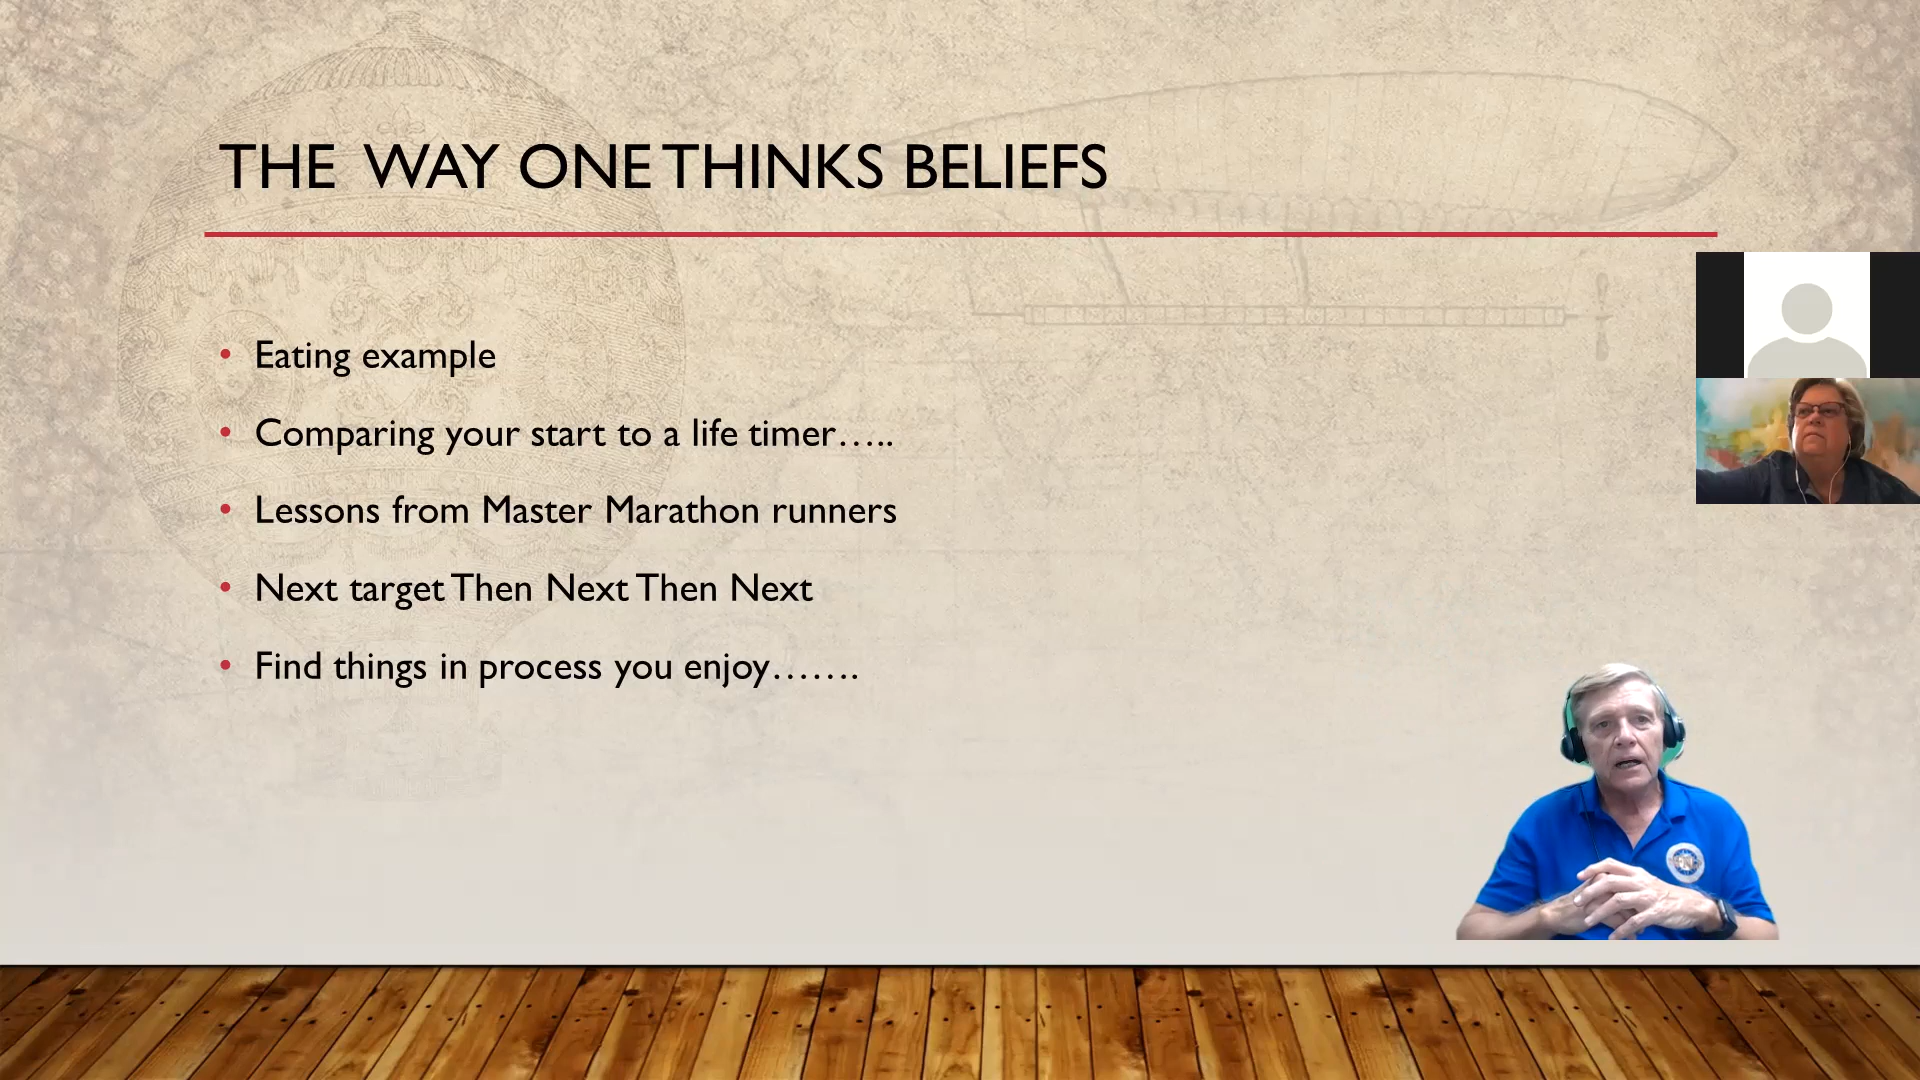 THE WAY ONE THINKS BELIEFS
• Eating example
• Comparing your start to a life timer.....
• Lessons from Master Marathon runners
• Next target Then Next Then Next
• Find things in process you enjoy.......